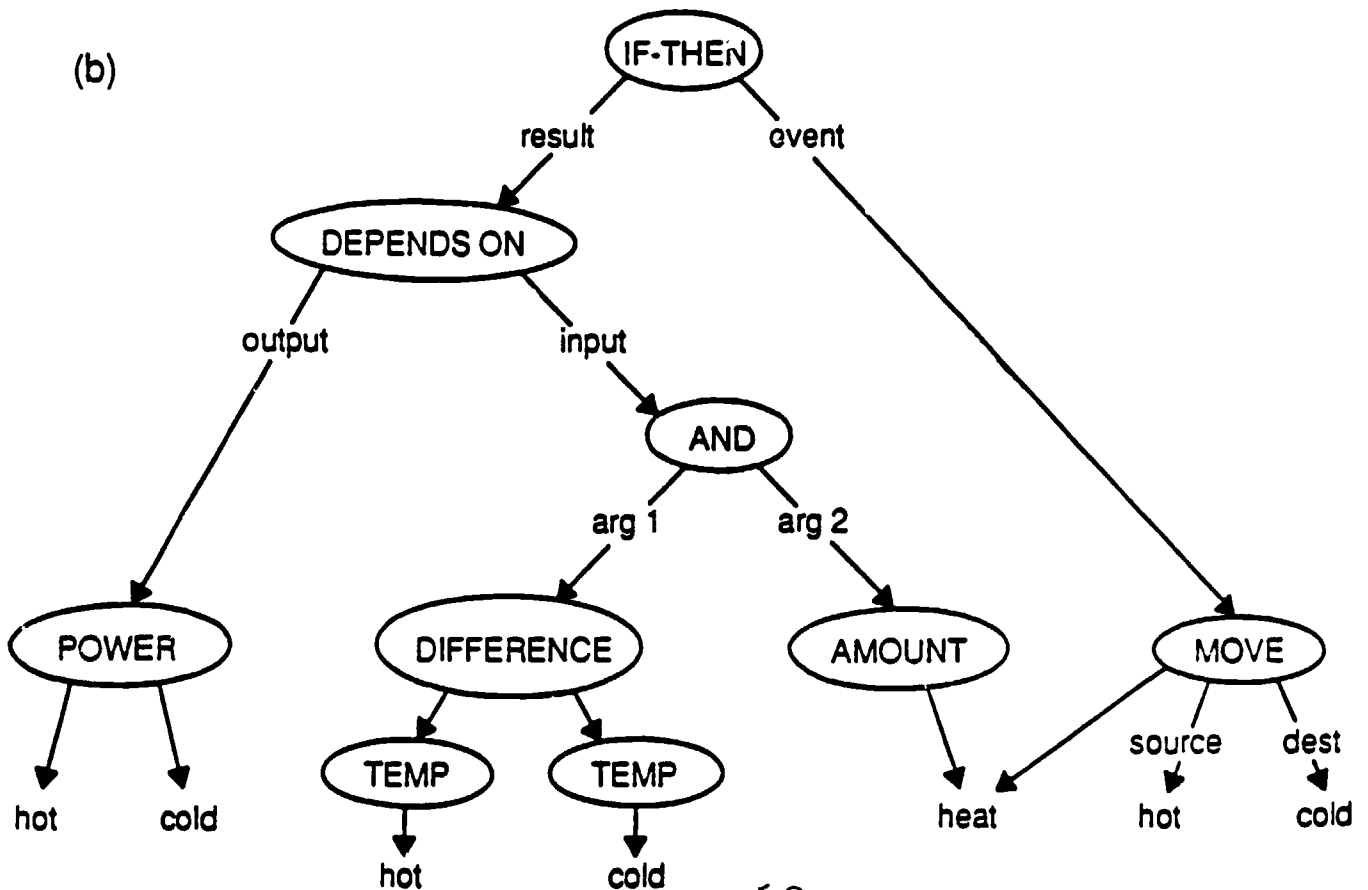 (b)
IF-THEN
result event
DEPENDS ON
output input
AND
arg 1 arg 2
POWER DIFFERENCE AMOUNT MOVE
source dest
TEMP TEMP
hot cold heat hot cold
hot cold